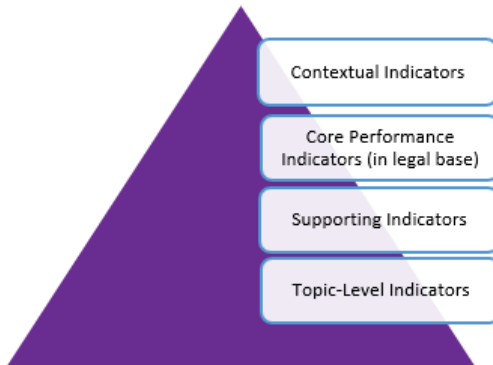 Contextual Indicators
Core Performance
Indicators (in legal base)
Supporting Indicators
Topic-Level Indicators